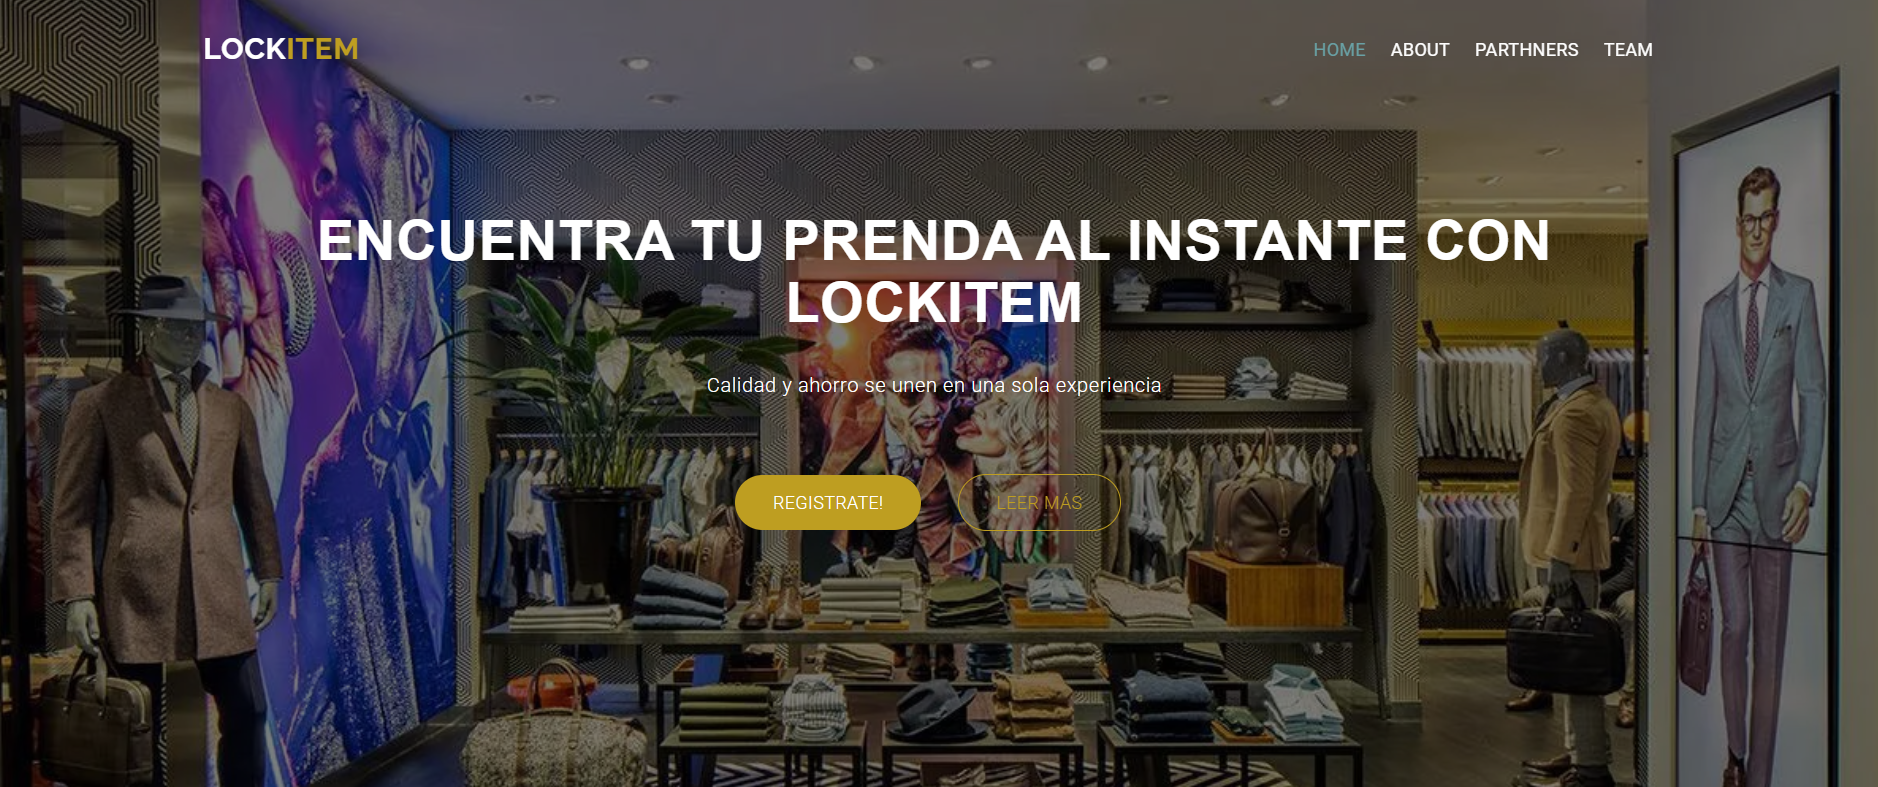 LOCKITEM
HOME ABOUT PARTHNERS TEAM
ENCUENTRA TU PRENDA AL INSTANTE CON
LOCKITEM
Calidad y ahorro se unen en una sola experiencia
REGISTRATE! LEER MÁS